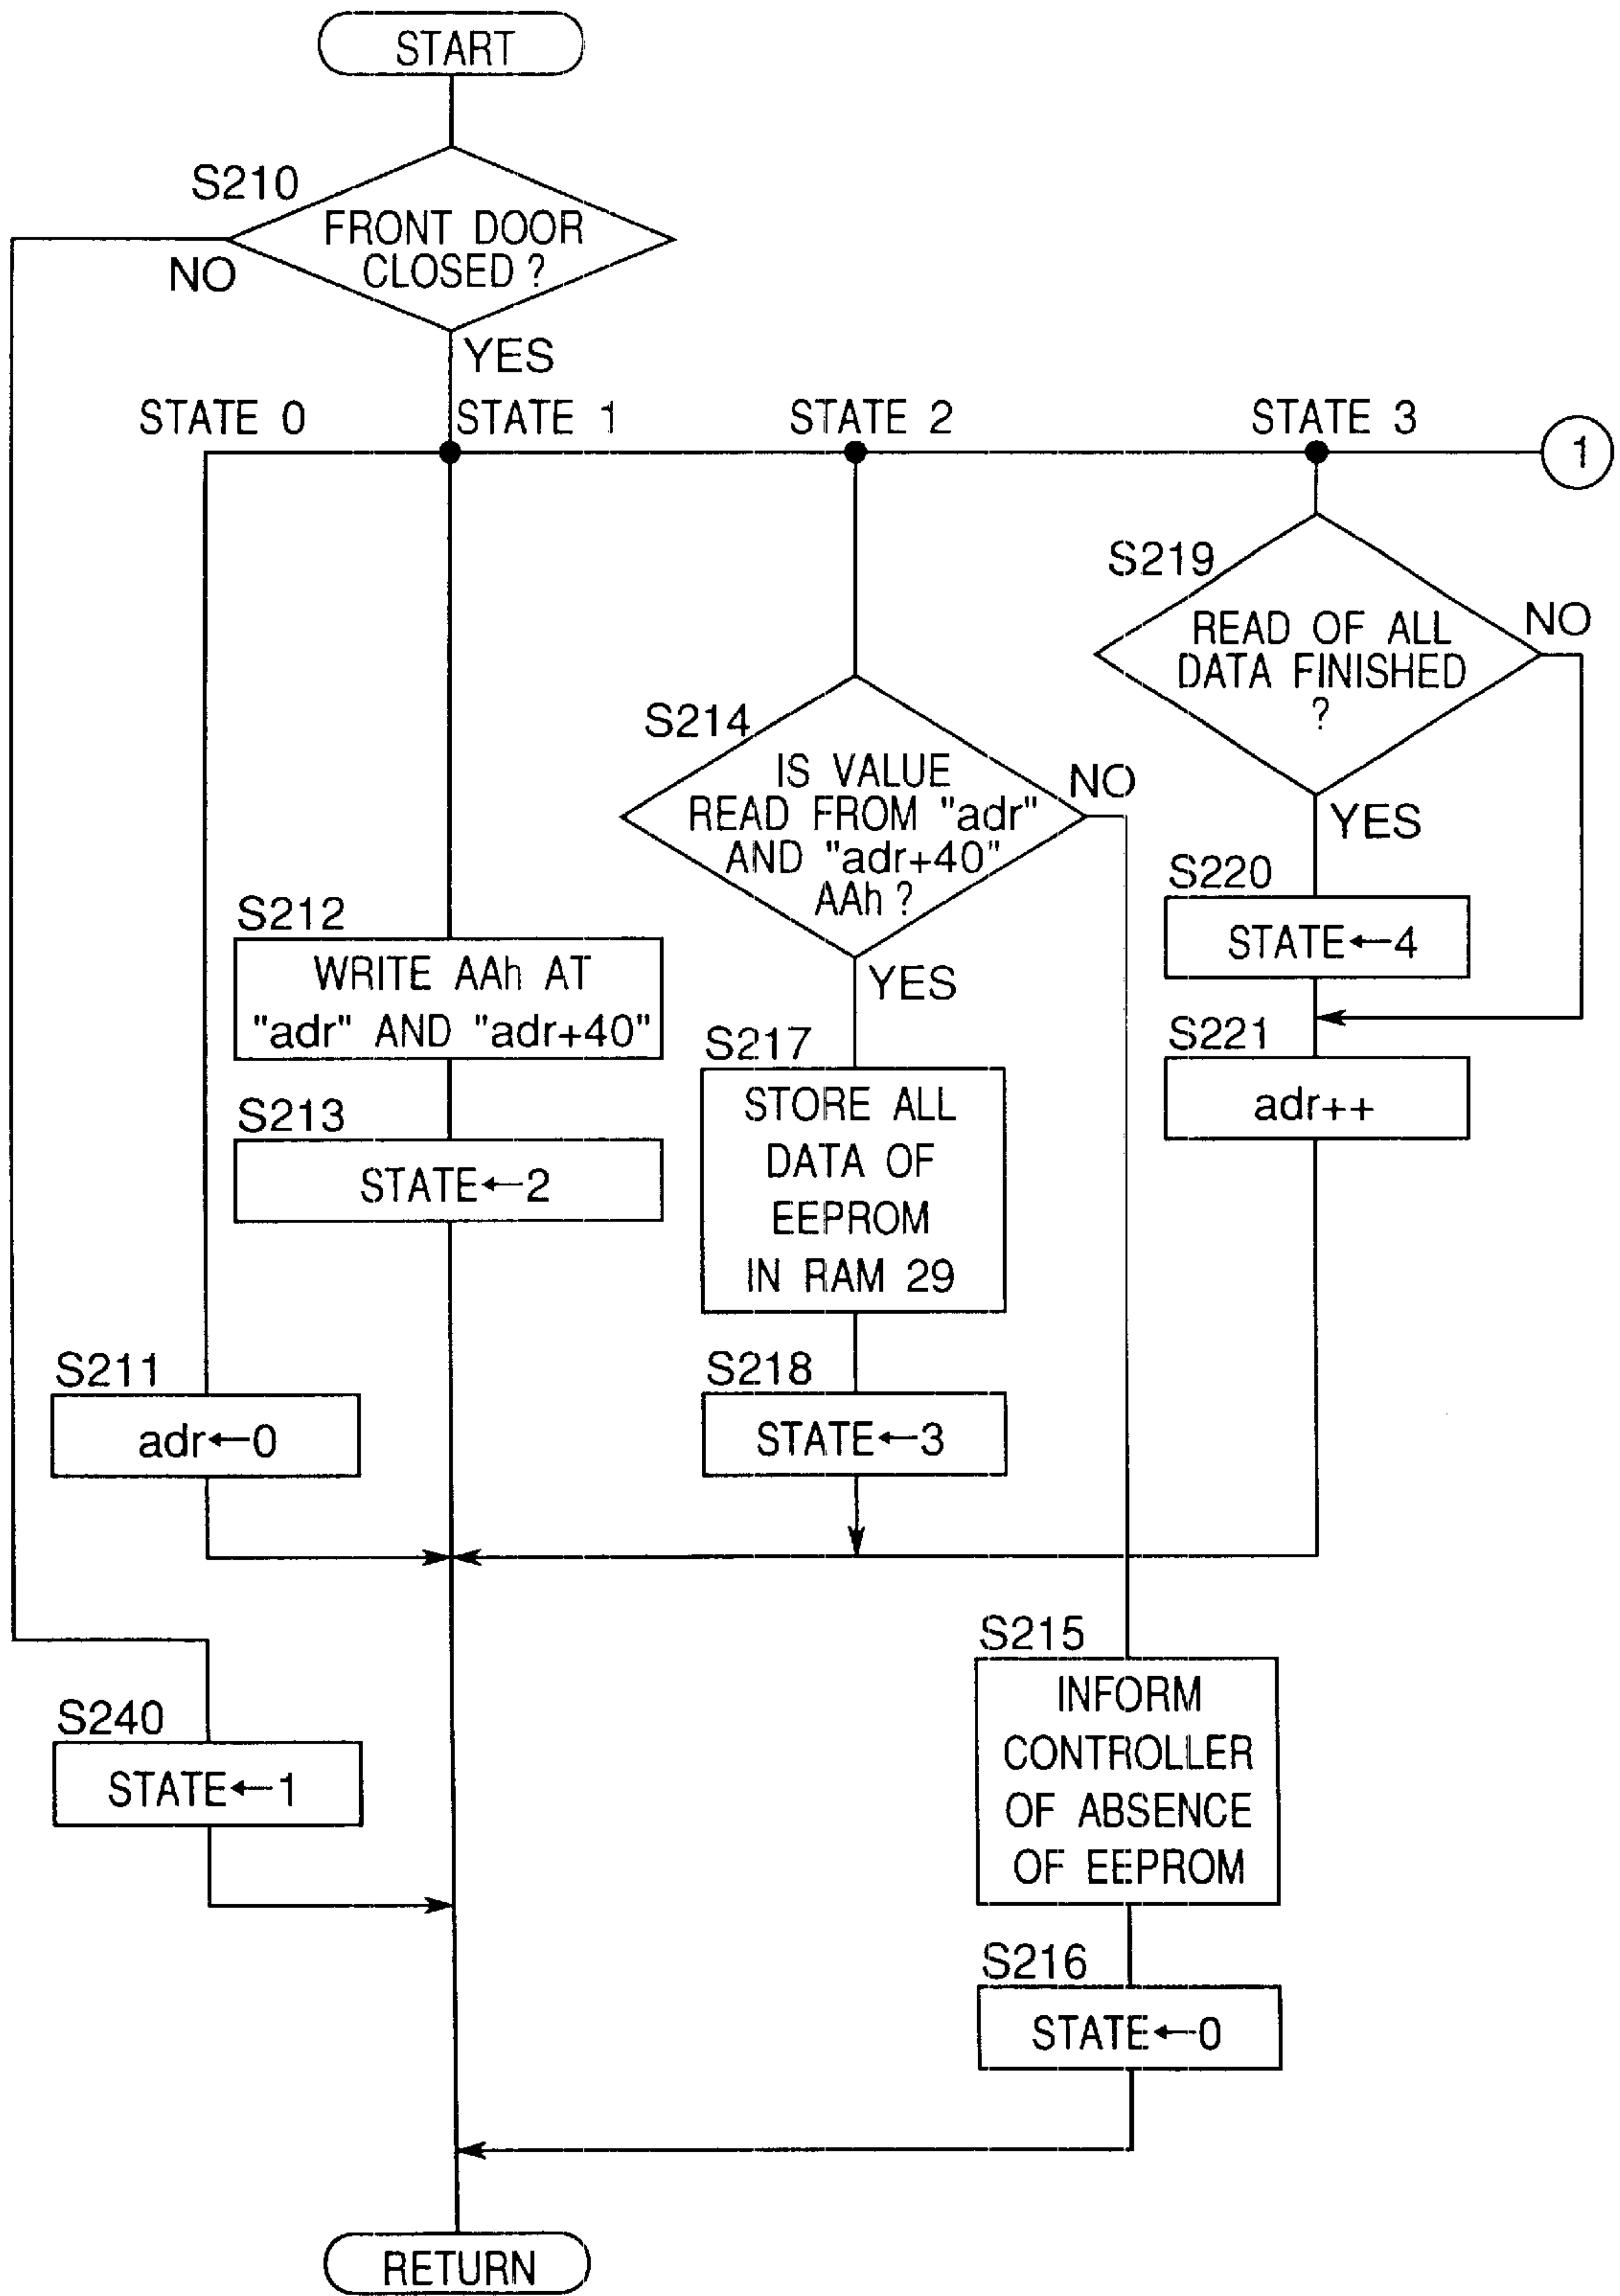 START
S210
FRONT DOOR
CLOSED ?
NO
YES
STATE 0
STATE 1
STATE 2
STATE 3
1
S219
READ OF ALL
DATA FINISHED
?
NO
YES
S214
IS VALUE
READ FROM "adr"
AND "adr+40"
AAh ?
NO
YES
S220
STATE←4
S212
WRITE AAh AT
"adr" AND "adr+40"
S217
STORE ALL
DATA OF
EEPROM
IN RAM 29
S221
adr++
S213
STATE←2
S211
adr←0
S218
STATE←3
S215
INFORM
CONTROLLER
OF ABSENCE
OF EEPROM
S240
STATE←1
S216
STATE←0
RETURN